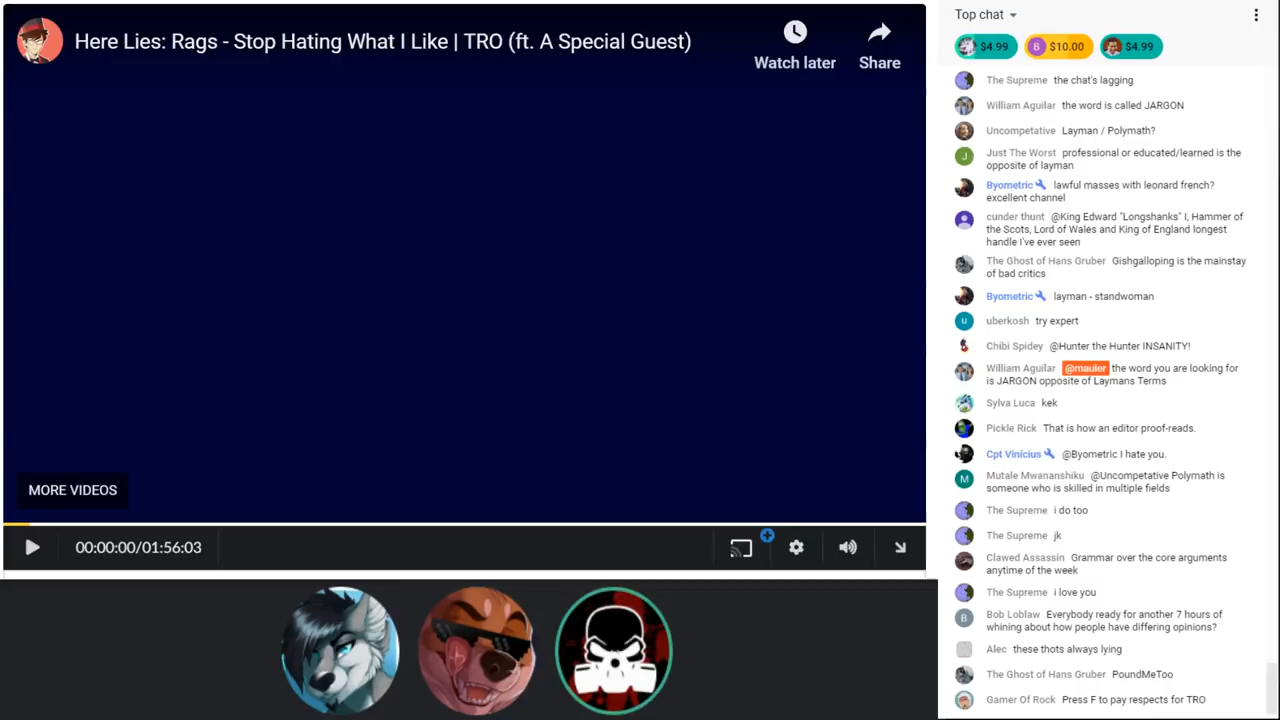 Here Lies: Rags - Stop Hating What I Like | TRO (ft. A Special Guest)
Watch later
Share
MORE VIDEOS
00:00:00/01:56:03
Top chat
$4.99
B $10.00
$4.99
The Supreme the chat's lagging
William Aguilar the word is called JARGON
Uncompetative Layman / Polymath?
J Just The Worst professional or educated/learned is the
opposite of layman
Byometric lawful masses with leonard french?
excellent channel
cunder thunt @King Edward "Longshanks" I, Hammer of
the Scots, Lord of Wales and King of England longest
handle I've ever seen
The Ghost of Hans Gruber Gishgalloping is the mainstay
of bad critics
Byometric layman - standwoman
u uberkosh try expert
Chibi Spidey @Hunter the Hunter INSANITY!
William Aguilar @mauler the word you are looking for
is JARGON opposite of Laymans Terms
Sylva Luca kek
Pickle Rick That is how an editor proof-reads.
Cpt Vinícius @Byometric I hate you.
M Mutale Mwananshiku @Uncompetative Polymath is
someone who is skilled in multiple fields
The Supreme i do too
The Supreme jk
Clawed Assassin Grammar over the core arguments
anytime of the week
The Supreme i love you
B Bob Loblaw Everybody ready for another 7 hours of
whining about how people have differing opinions?
Alec these thots always lying
The Ghost of Hans Gruber PoundMeToo
Gamer Of Rock Press F to pay respects for TRO